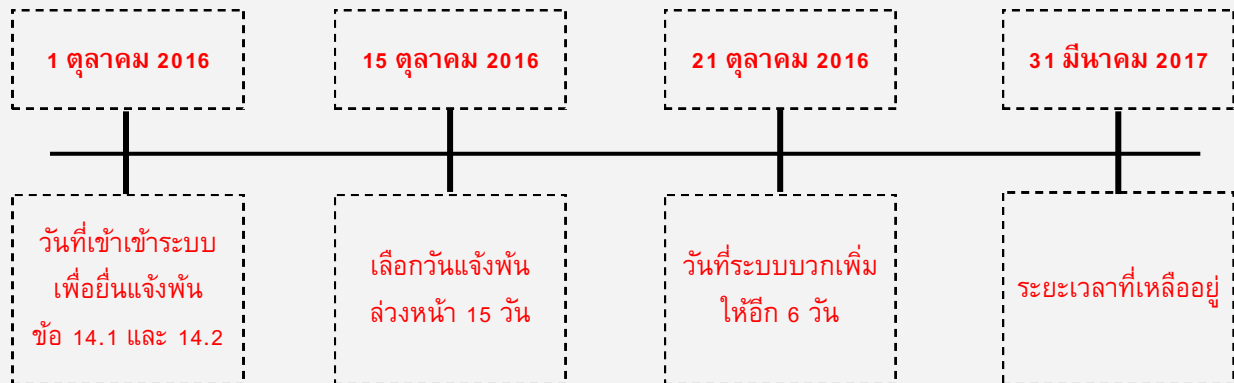 1 ตุลาคม 2016
15 ตุลาคม 2016
21 ตุลาคม 2016
31 มีนาคม 2017
วันที่เข้าเข้าระบบ
เพื่อยื่นแจ้งพ้น
ข้อ 14.1 และ 14.2
เลือกวันแจ้งพ้น
ล่วงหน้า 15 วัน
วันที่ระบบบวกเพิ่ม
ให้อีก 6 วัน
ระยะเวลาที่เหลืออยู่